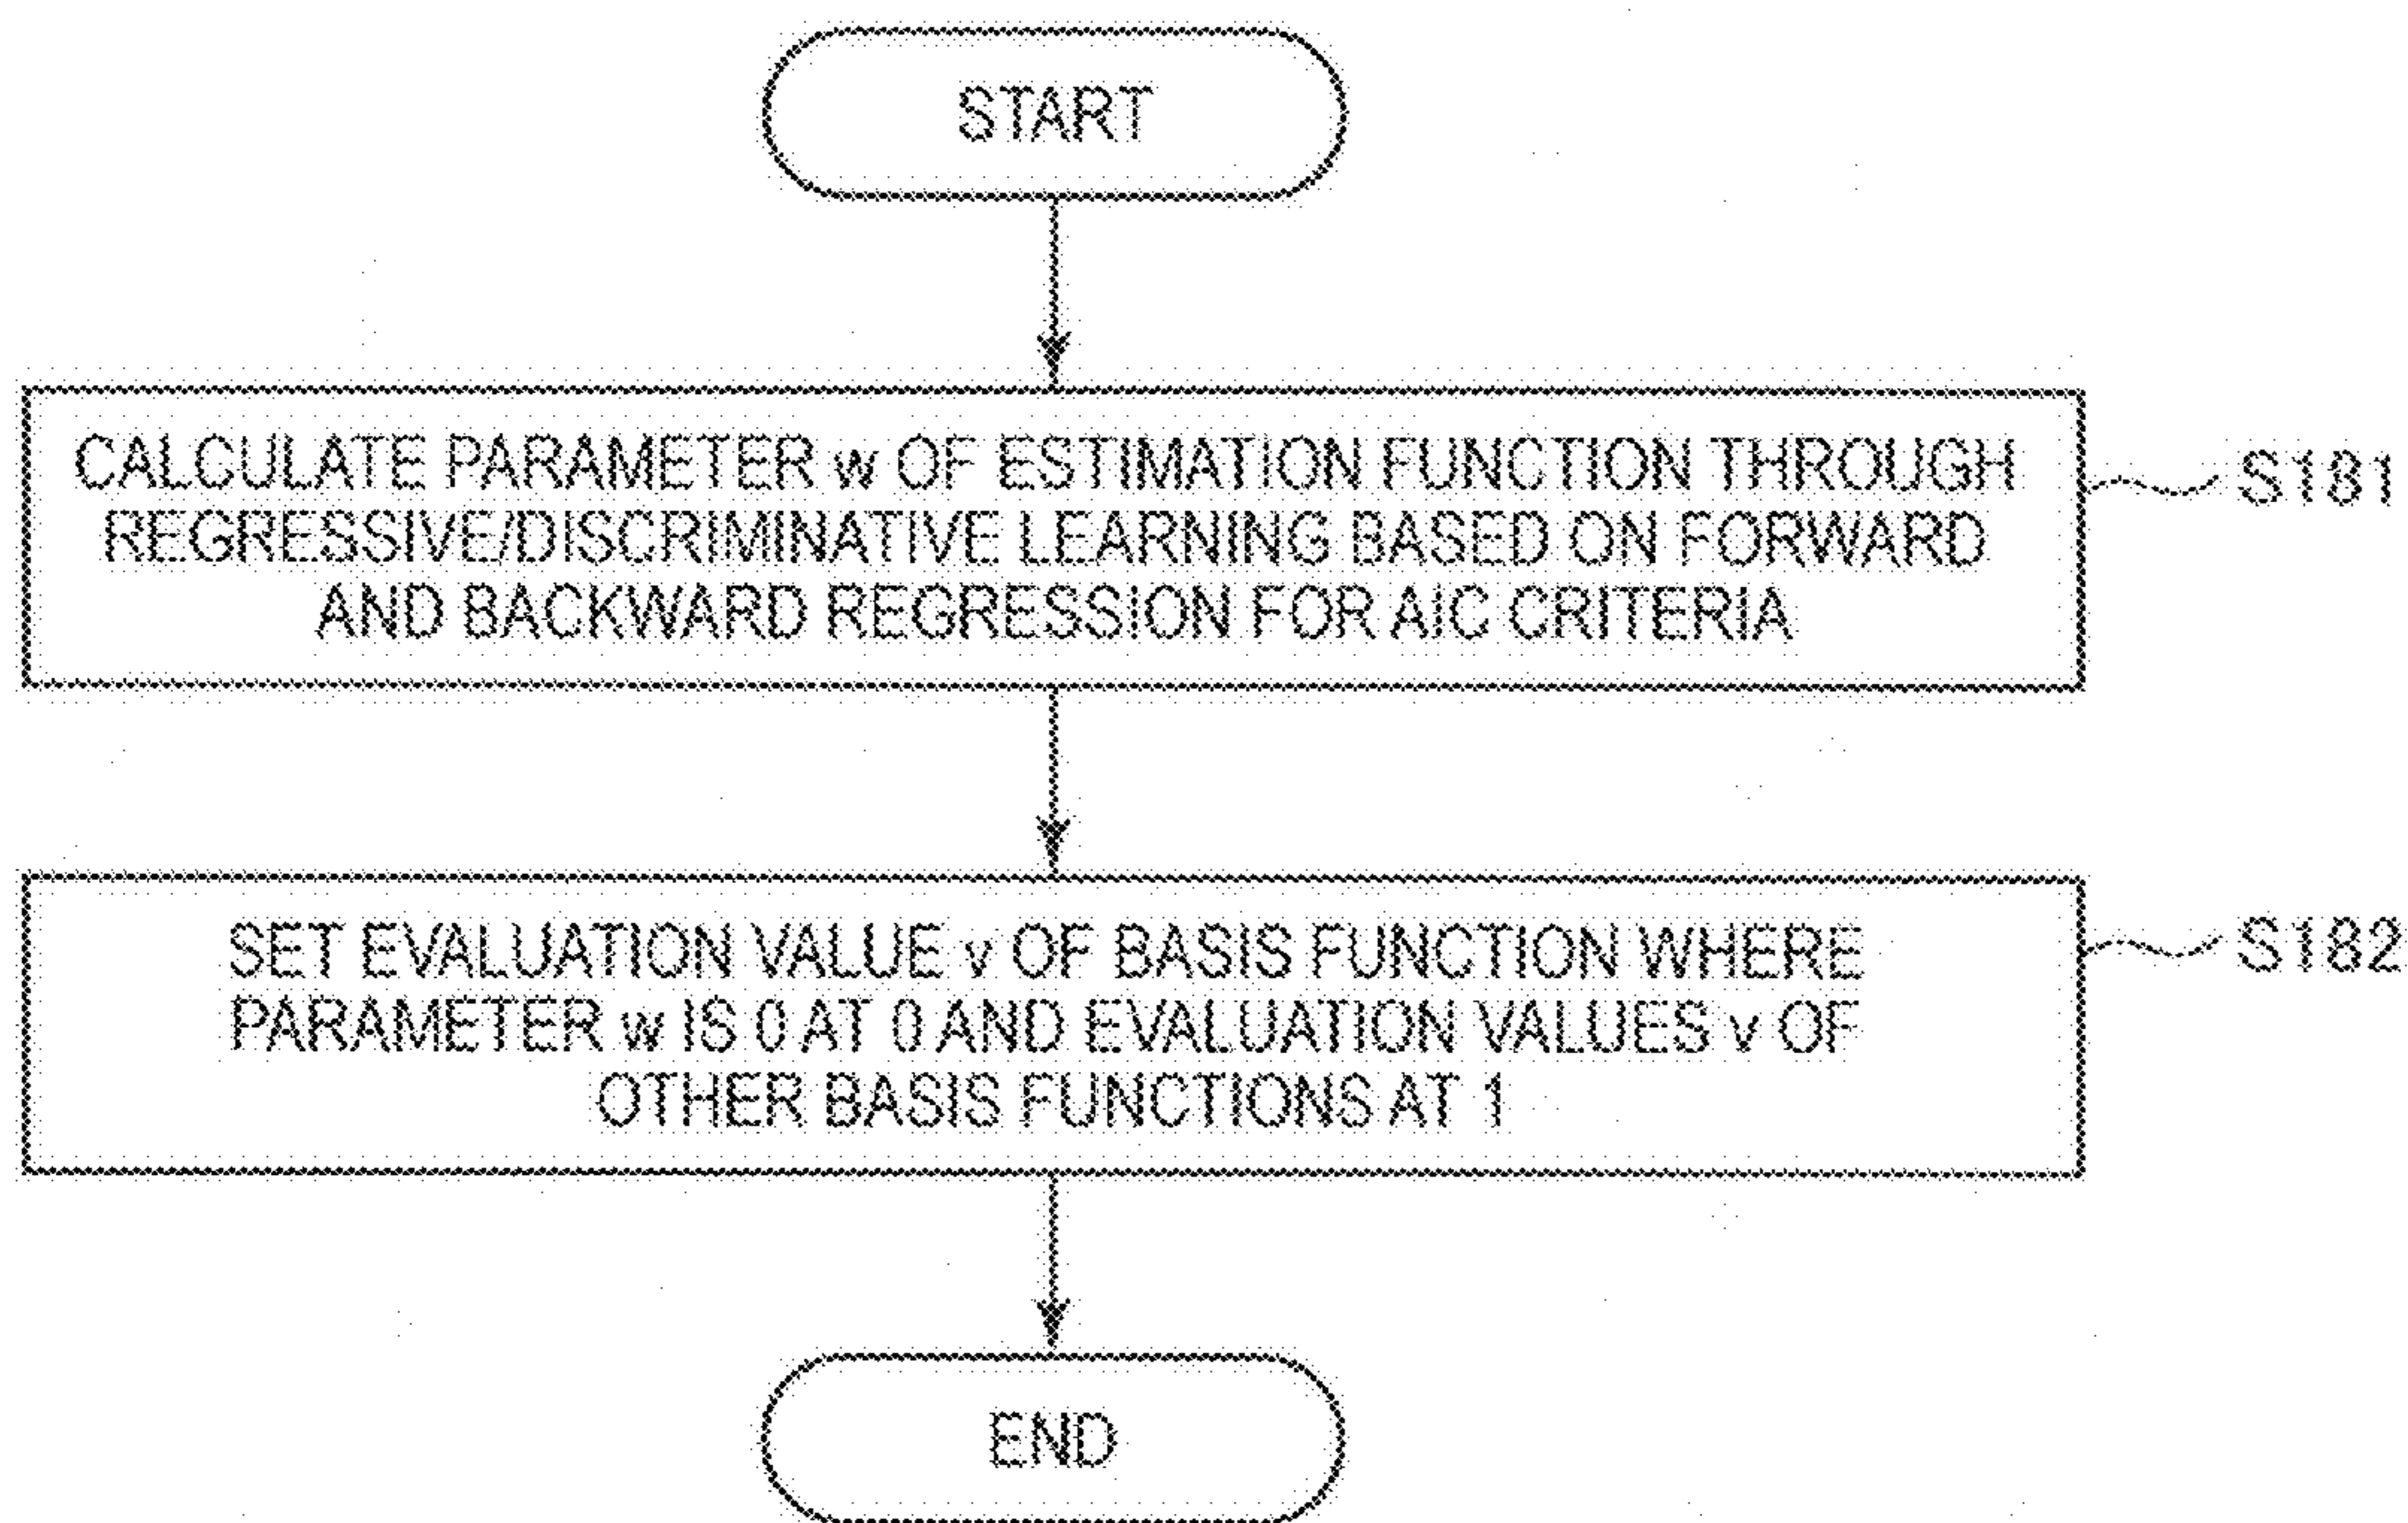 START
CALCULATE PARAMETER w OF ESTIMATION FUNCTION THROUGH
REGRESSIVE/DISCRIMINATIVE LEARNING BASED ON FORWARD
AND BACKWARD REGRESSION FOR AIC CRITERIA
S181
SET EVALUATION VALUE v OF BASIS FUNCTION WHERE
PARAMETER w IS 0 AT 0 AND EVALUATION VALUES v OF
OTHER BASIS FUNCTIONS AT 1
S182
END